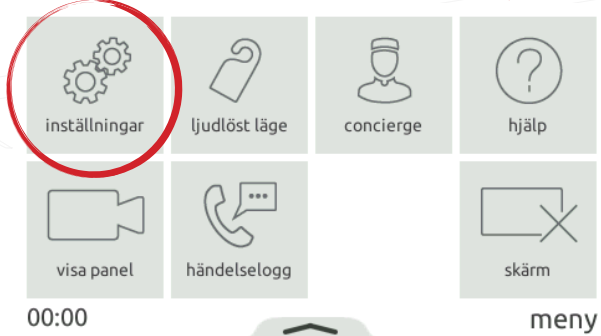 inställningar ljudlöst läge concierge hjälp
visa panel händelselogg skärm
00:00 meny